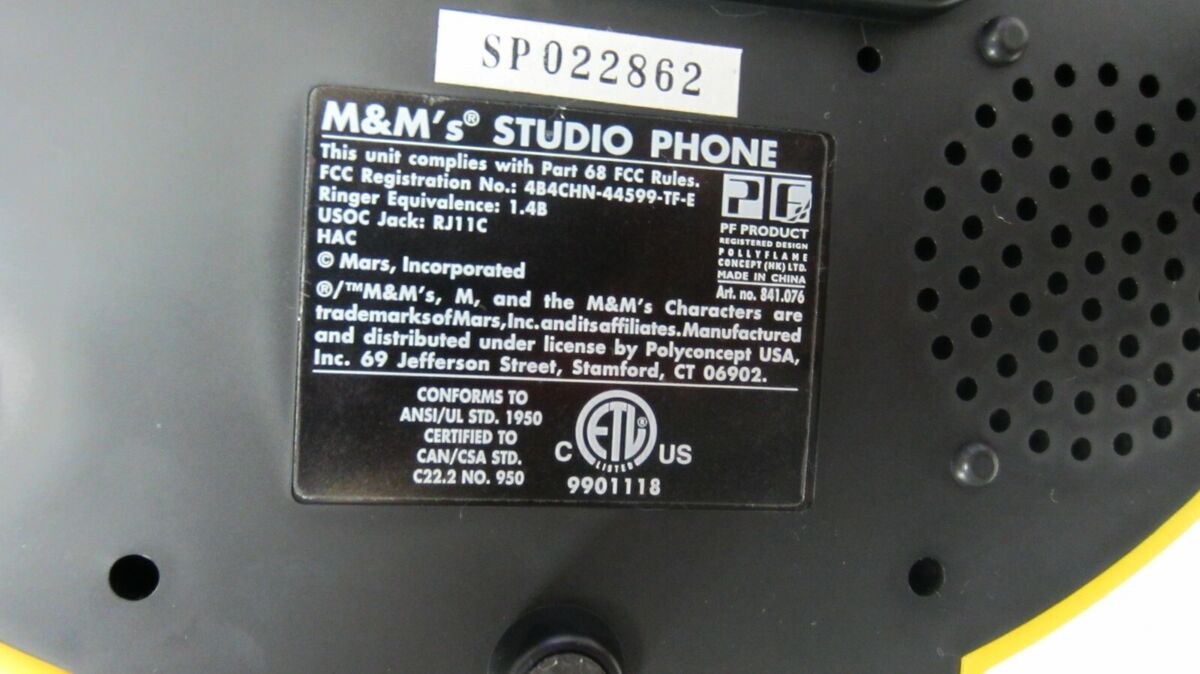 SP022862
M&M's® STUDIO PHONE
This unit complies with Part 68 FCC Rules.
FCC Registration No.: 4B4CHN-44599-TF-E
Ringer Equivalence: 1.4B
USOC Jack: RJ11C
HAC
© Mars, Incorporated
PF
PF PRODUCT
REGISTERED DESIGN
POLLYFLAME
CONCEPT (HK) LTD.
MADE IN CHINA
Art. no. 841.076
®/™M&M's, M, and the M&M's Characters are
trademarksofMars,Inc.anditsaffiliates.Manufactured
and distributed under license by Polyconcept USA,
Inc. 69 Jefferson Street, Stamford, CT 06902.
CONFORMS TO
ANSI/UL STD. 1950
CERTIFIED TO
CAN/CSA STD.
C22.2 NO. 950
C ETL® US
LISTED
9901118